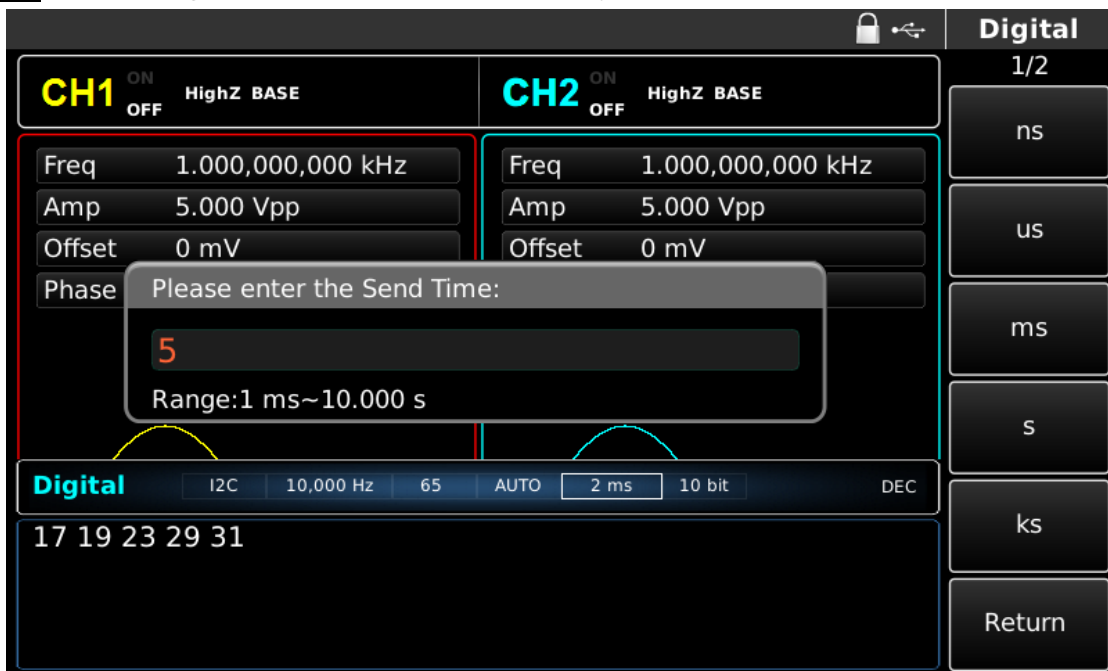 Digital
1/2
CH1 ON OFF HighZ BASE
CH2 ON OFF HighZ BASE
Freq 1.000,000,000 kHz
Amp 5.000 Vpp
Offset 0 mV
Phase
Freq 1.000,000,000 kHz
Amp 5.000 Vpp
Offset 0 mV
Please enter the Send Time:
5
Range:1 ms~10.000 s
Digital I2C 10,000 Hz 65 AUTO 2 ms 10 bit DEC
17 19 23 29 31
ns
us
ms
s
ks
Return